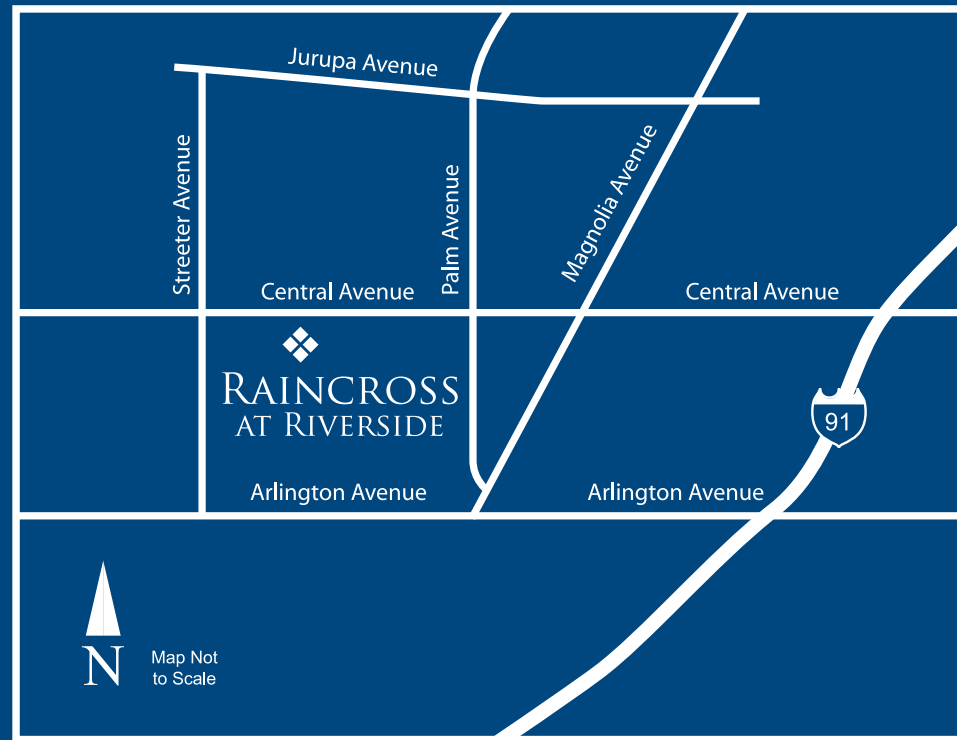 Jurupa Avenue
Streeter Avenue
Palm Avenue
Magnolia Avenue
Central Avenue
Central Avenue
RAINCROSS
AT RIVERSIDE
91
Arlington Avenue
Arlington Avenue
N
Map Not
to Scale